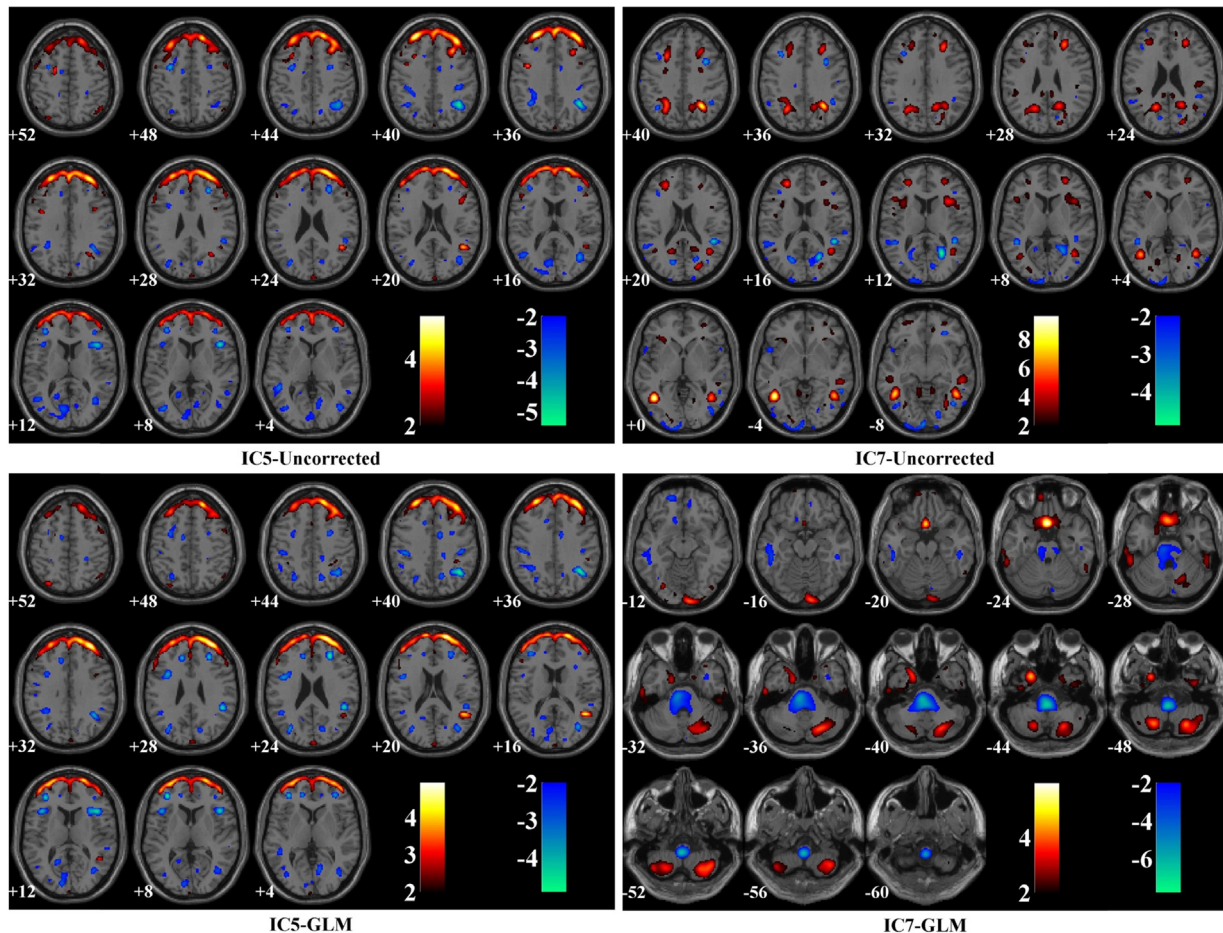 +52 +48 +44 +40 +36
+32 +28 +24 +20 +16
+12 +8 +4
4
2
-2
-3
-4
-5
IC5-Uncorrected
+40 +36 +32 +28 +24
+20 +16 +12 +8 +4
+0 -4 -8
8
6
4
2
-2
-3
-4
IC7-Uncorrected
+52 +48 +44 +40 +36
+32 +28 +24 +20 +16
+12 +8 +4
4
3
2
-2
-3
-4
IC5-GLM
-12 -16 -20 -24 -28
-32 -36 -40 -44 -48
-52 -56 -60
4
2
-2
-4
-6
IC7-GLM